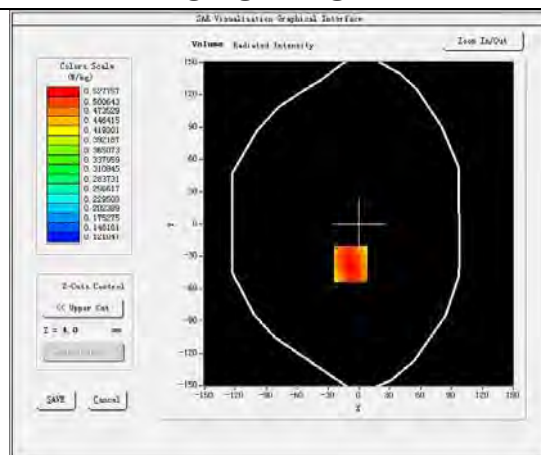 SAR Visualisation Graphical Interface
Volume Radiated Intensity
Zoom In/Out
Colors Scale
(W/kg)
0.527757
0.500643
0.473529
0.446415
0.419301
0.392187
0.365073
0.337959
0.310845
0.283731
0.256617
0.229503
0.202389
0.175275
0.148161
0.121047
150
120
90
60
30
0
-30
-60
-90
-120
-150
Y
-150 -120 -90 -60 -30 0 30 60 90 120 150
X
Z-Cuts Control
<< Upper Cut
Z = 4.0 mm
SAVE
Cancel